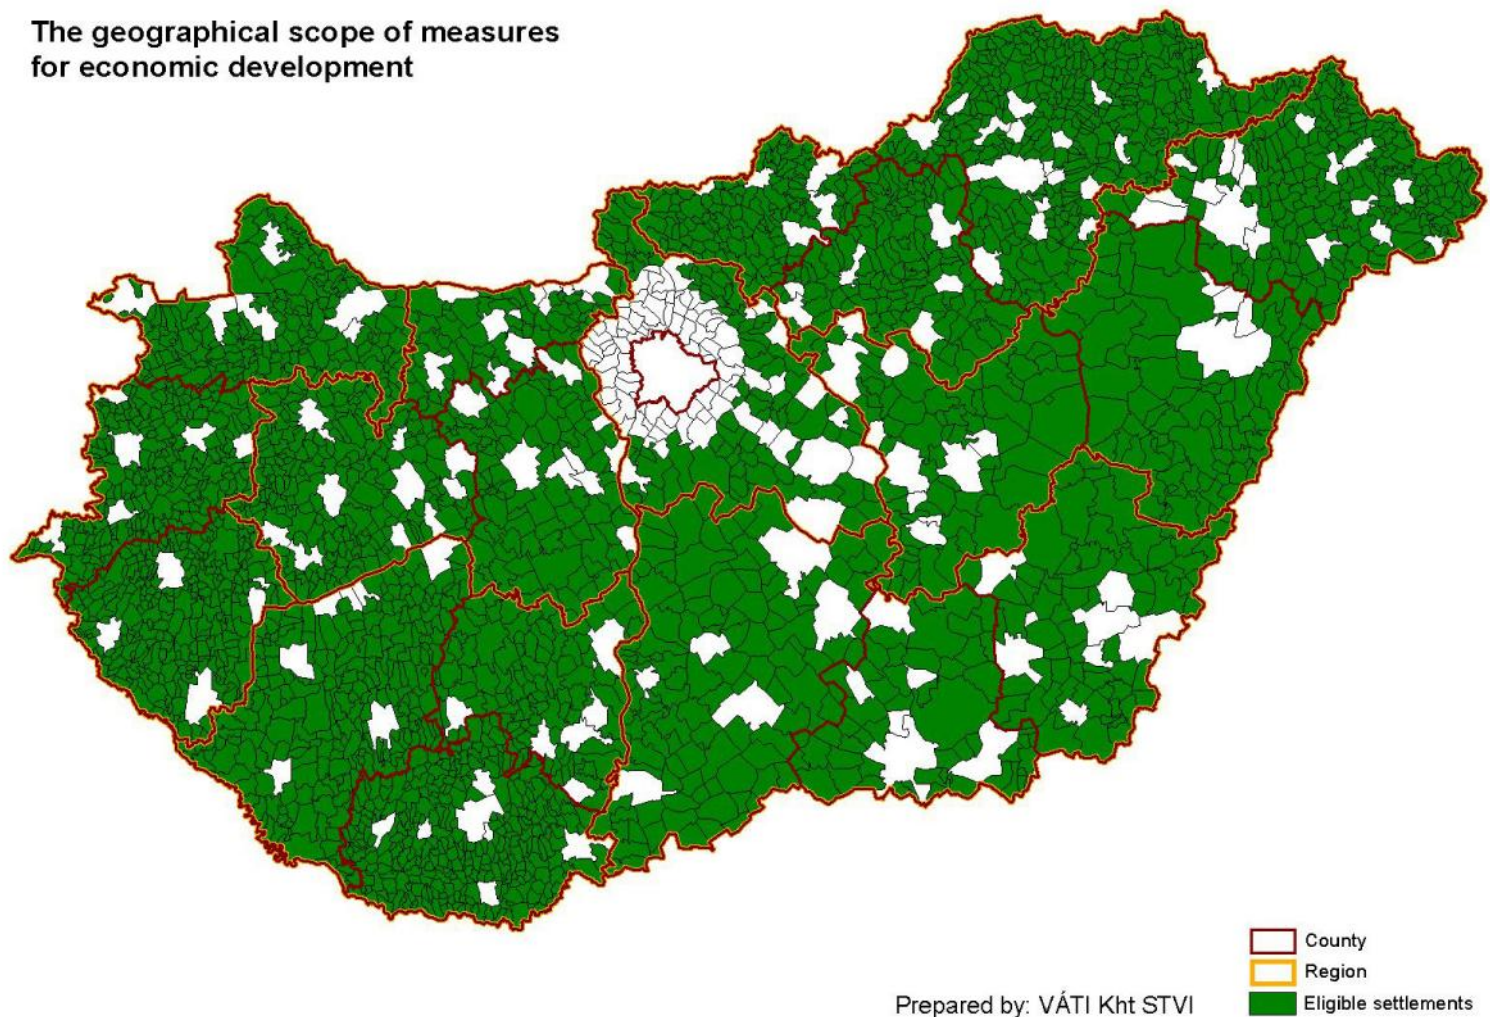 The geographical scope of measures
for economic development
County
Region
Eligible settlements
Prepared by: VÁTI Kht STVI